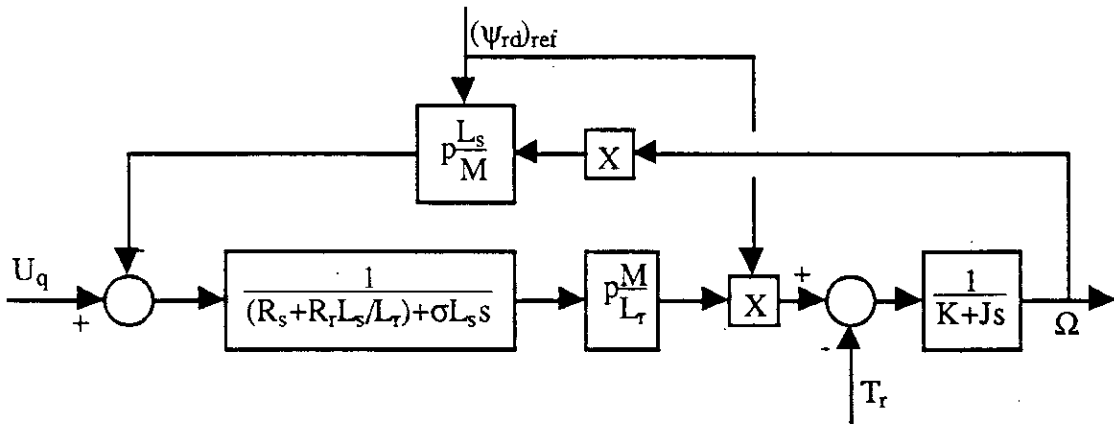 (ψrd)ref
p Ls/M
X
-
Uq
+
1/((Rs+RrLs/Lr)+σLss)
p M/Lr
X
+
-
1/(K+Js)
Ω
Tr